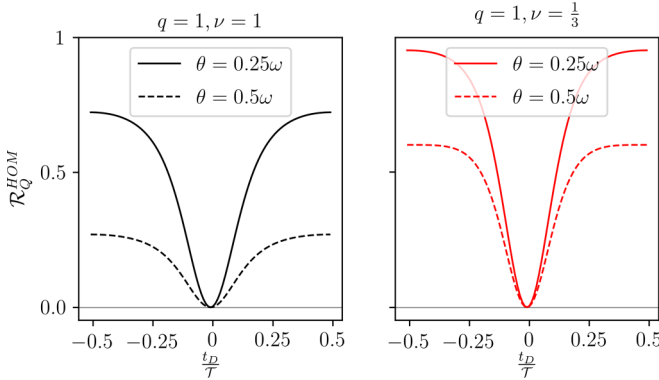 q = 1, ν = 1
1
0.5
0.0
R_Q^{HOM}
θ = 0.25ω
θ = 0.5ω
−0.5 −0.25 0 0.25 0.5
t_D/𝒯
q = 1, ν = 1/3
θ = 0.25ω
θ = 0.5ω
−0.5 −0.25 0 0.25 0.5
t_D/𝒯